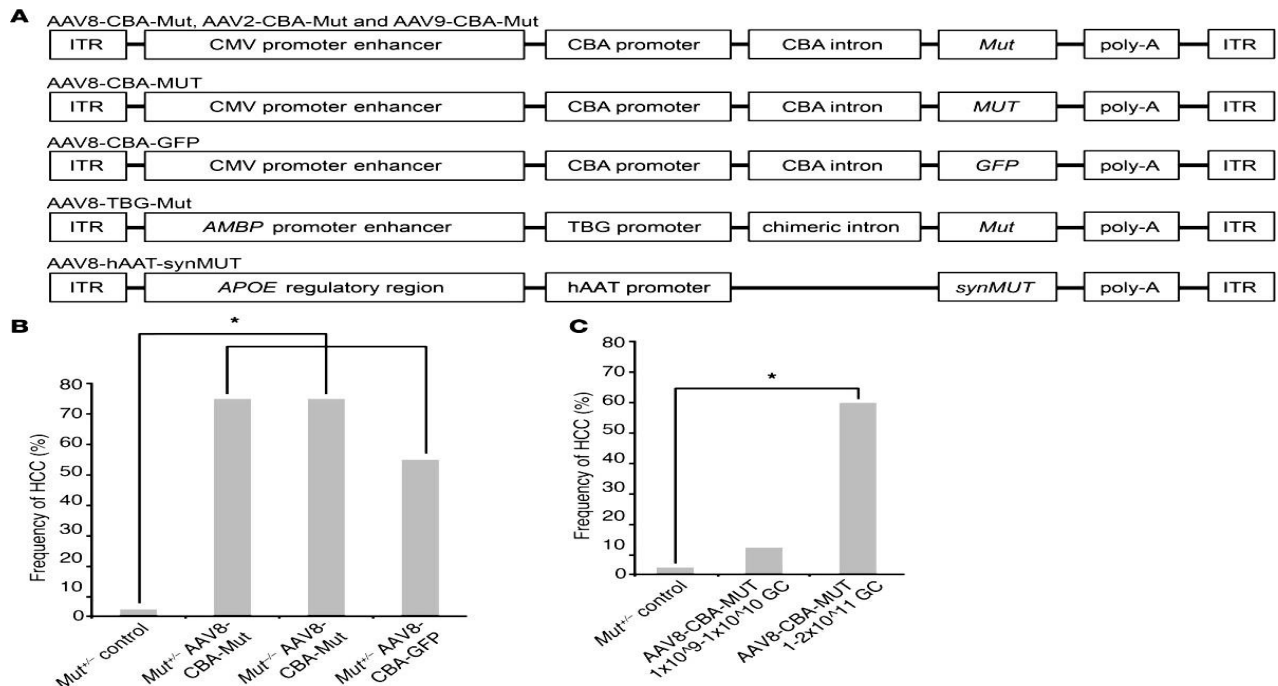 A
AAV8-CBA-Mut, AAV2-CBA-Mut and AAV9-CBA-Mut
ITR CMV promoter enhancer CBA promoter CBA intron Mut poly-A ITR
AAV8-CBA-MUT
ITR CMV promoter enhancer CBA promoter CBA intron MUT poly-A ITR
AAV8-CBA-GFP
ITR CMV promoter enhancer CBA promoter CBA intron GFP poly-A ITR
AAV8-TBG-Mut
ITR AMBP promoter enhancer TBG promoter chimeric intron Mut poly-A ITR
AAV8-hAAT-synMUT
ITR APOE regulatory region hAAT promoter synMUT poly-A ITR
B
*
Frequency of HCC (%)
80
70
60
50
40
30
20
10
0
Mut+/– control
Mut+/– AAV8-
CBA-Mut
Mut–/– AAV8-
CBA-Mut
Mut+/– AAV8-
CBA-GFP
C
*
Frequency of HCC (%)
80
70
60
50
40
30
20
10
0
Mut+/– control
AAV8-CBA-MUT
1x10^9-1x10^10 GC
AAV8-CBA-MUT
1-2x10^11 GC